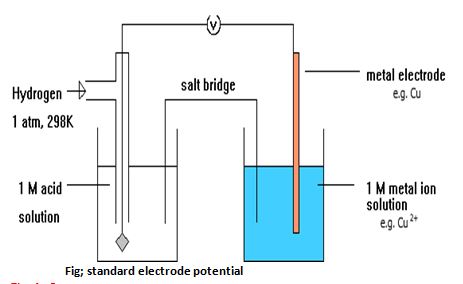 V
salt bridge
Hydrogen
1 atm, 298K
metal electrode
e.g. Cu
1 M acid
solution
1 M metal ion
solution
e.g. Cu 2+
Fig; standard electrode potential